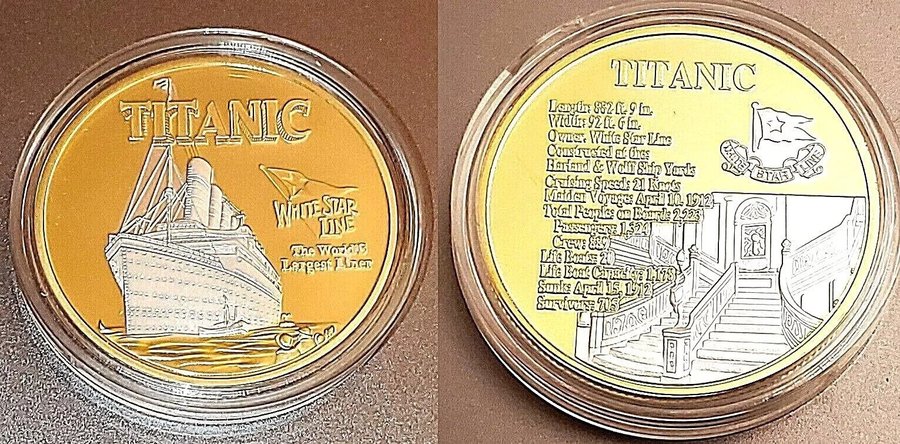 TITANIC
WHITE STAR
LINE
The World's
Largest Liner
TITANIC
Length: 882 ft. 9 in.
Width: 92 ft. 6 in.
Owner: White Star Line
Constructed at the:
Harland & Wolff Ship Yards
Cruising Speed: 21 Knots
Maiden Voyage: April 10, 1912
Total People on Board: 2,223
Passengers: 1,324
Crew: 899
Life Boats: 20
Life Boat Capacity: 1,178
Sunk: April 15, 1912
Survivors: 705
STAR LINE